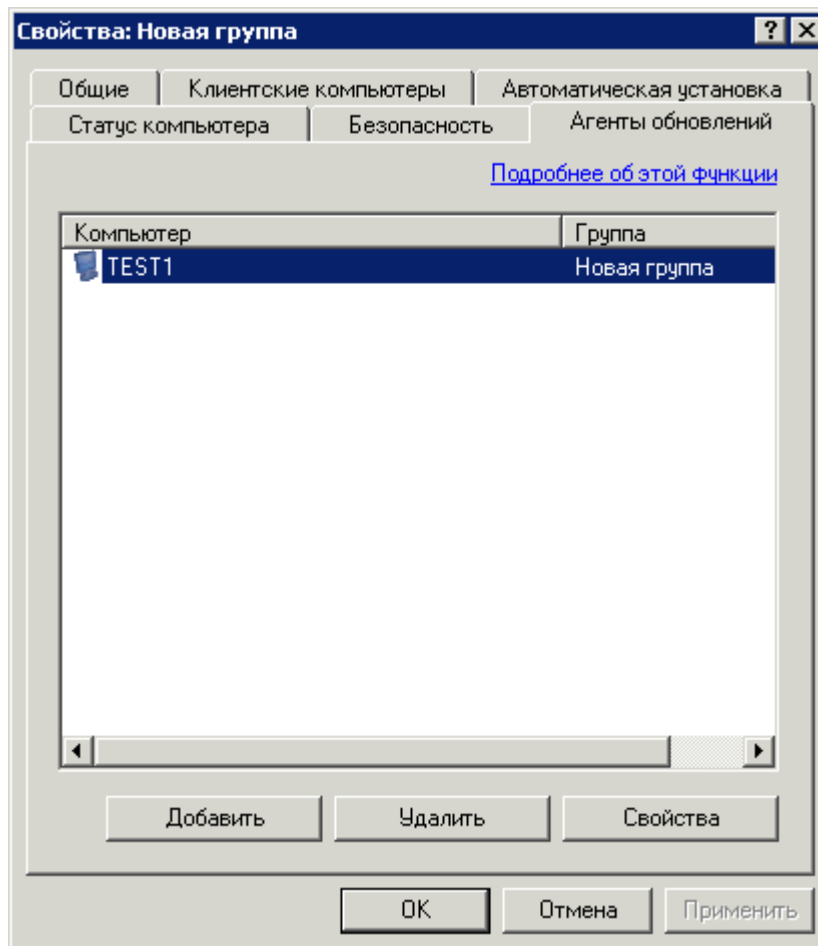 Свойства: Новая группа
Общие Клиентские компьютеры Автоматическая установка
Статус компьютера Безопасность Агенты обновлений
Подробнее об этой функции
Компьютер Группа
TEST1 Новая группа
Добавить Удалить Свойства
OK Отмена Применить